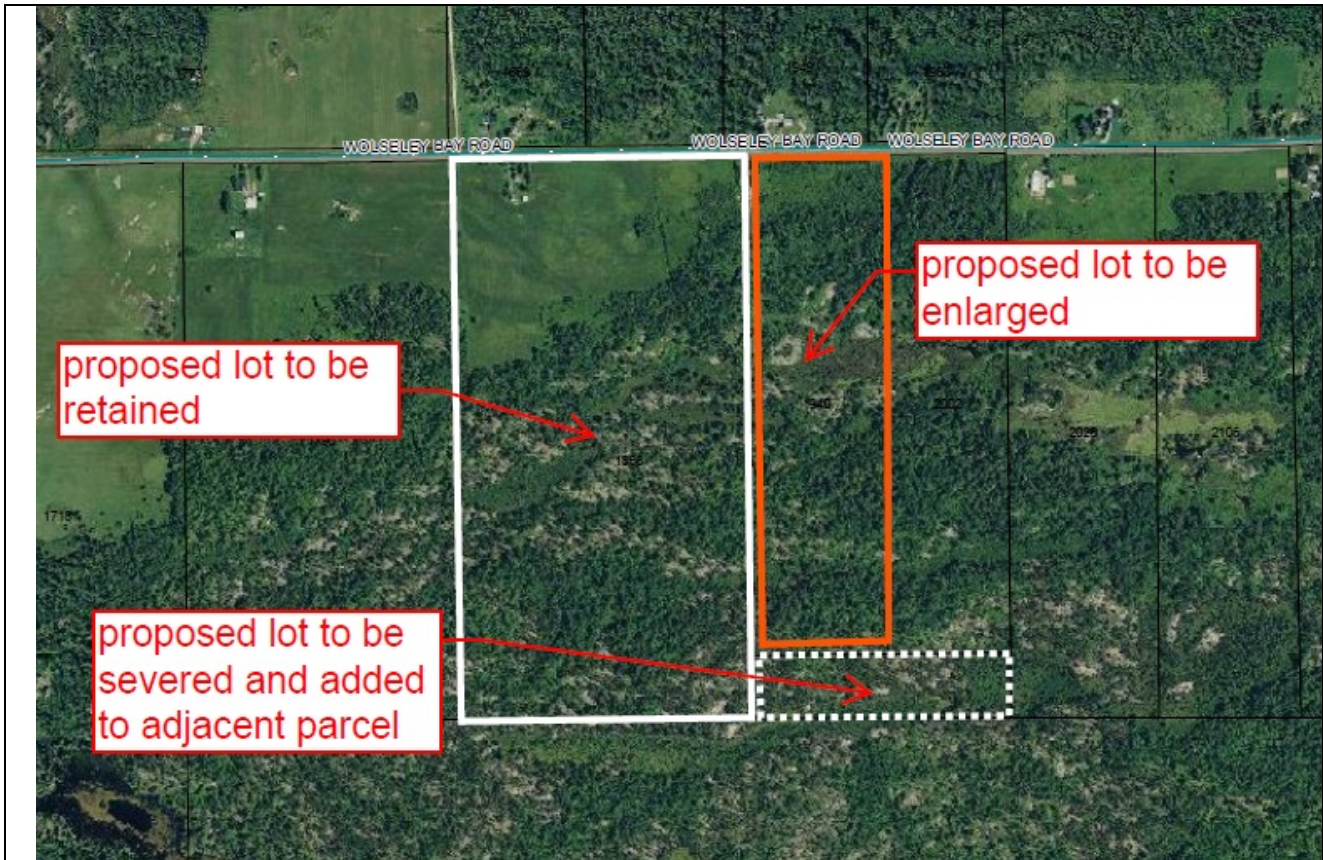 WOLSELEY BAY ROAD
WOLSELEY BAY ROAD
WOLSELEY BAY ROAD
proposed lot to be
enlarged
proposed lot to be
retained
2105
proposed lot to be
severed and added
to adjacent parcel